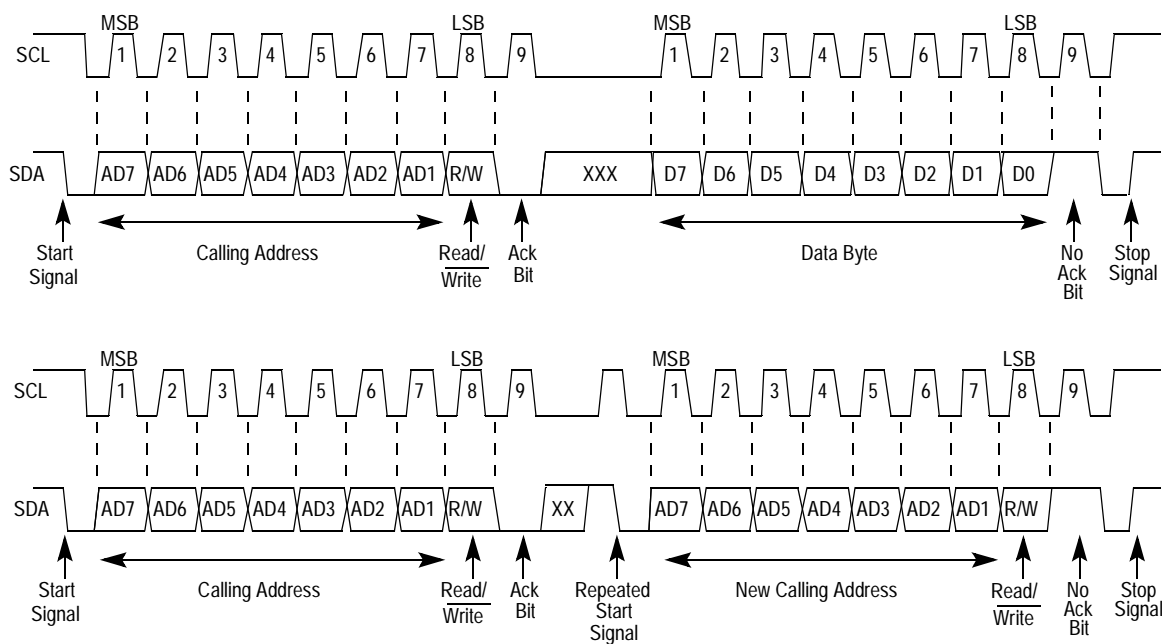 MSB LSB MSB LSB
SCL 1 2 3 4 5 6 7 8 9 1 2 3 4 5 6 7 8 9
SDA AD7 AD6 AD5 AD4 AD3 AD2 AD1 R/W XXX D7 D6 D5 D4 D3 D2 D1 D0
Start Signal
Calling Address
Read/Write
Ack Bit
Data Byte
No Ack Bit
Stop Signal
MSB LSB MSB LSB
SCL 1 2 3 4 5 6 7 8 9 1 2 3 4 5 6 7 8 9
SDA AD7 AD6 AD5 AD4 AD3 AD2 AD1 R/W XX AD7 AD6 AD5 AD4 AD3 AD2 AD1 R/W
Start Signal
Calling Address
Read/Write
Ack Bit
Repeated Start Signal
New Calling Address
Read/Write
No Ack Bit
Stop Signal